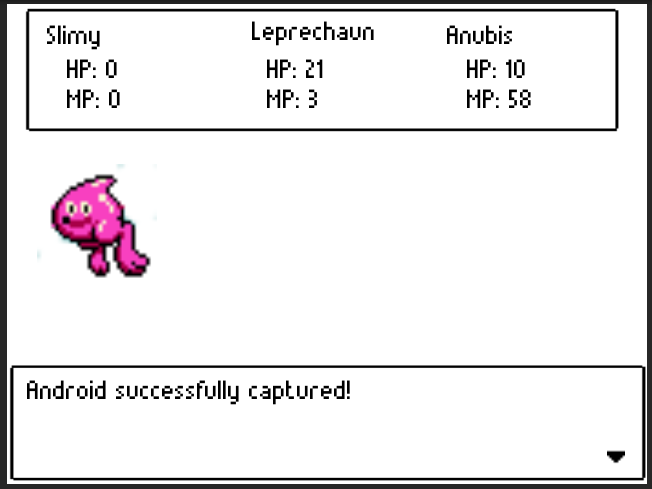 Slimy Leprechaun Anubis
HP: 0 HP: 21 HP: 10
MP: 0 MP: 3 MP: 58
Android successfully captured!